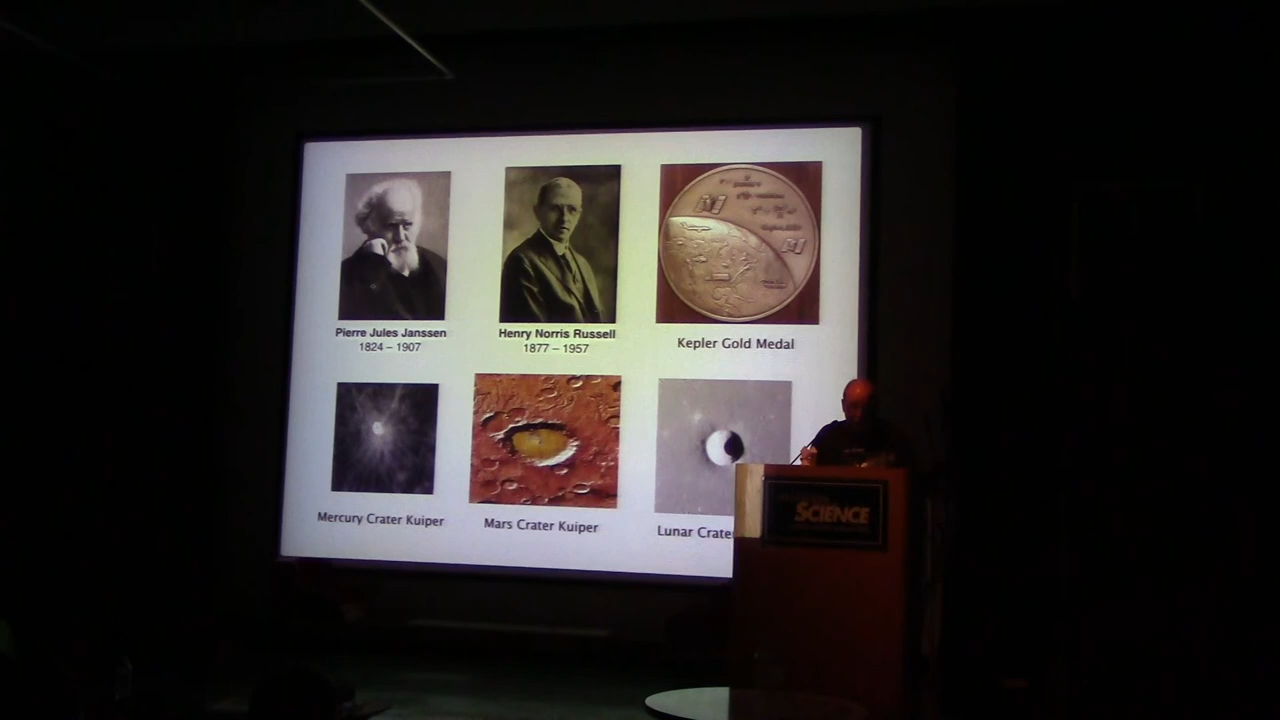 Pierre Jules Janssen
1824 – 1907
Henry Norris Russell
1877 – 1957
Kepler Gold Medal
Mercury Crater Kuiper
Mars Crater Kuiper
Lunar Crate
SCIENCE